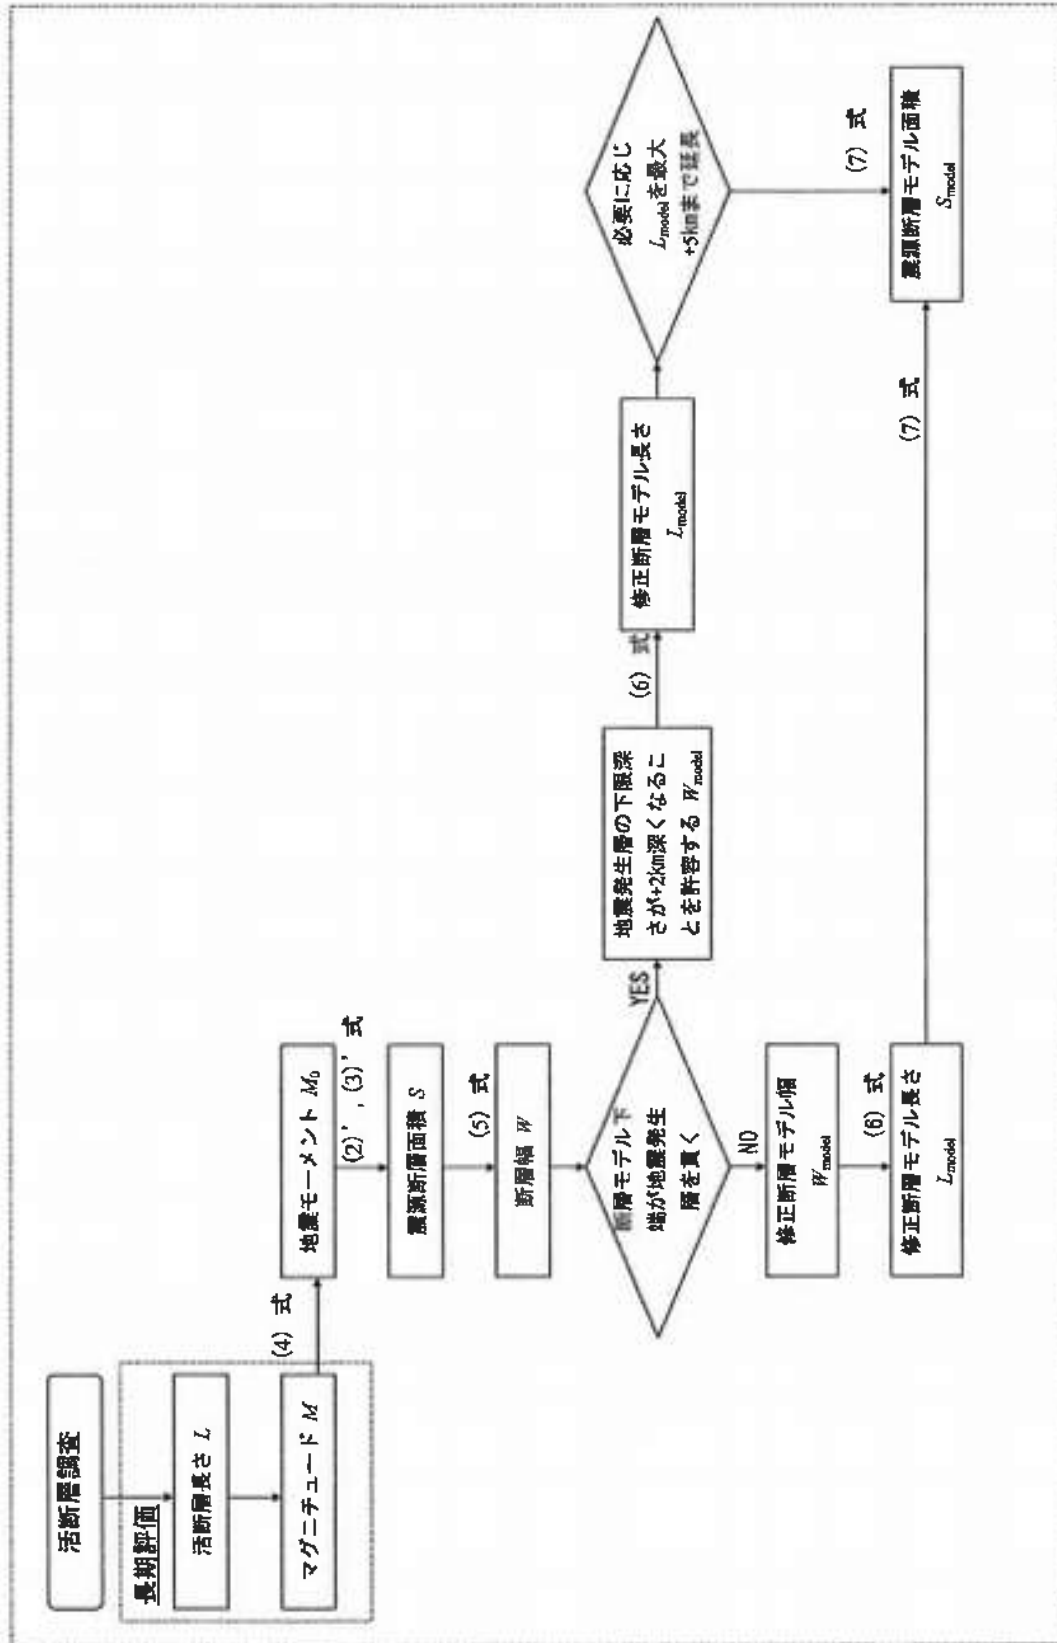 活断層調査
長期評価
活断層長さ L
マグニチュード M
(4) 式
地震モーメント M₀
(2)’, (3)’ 式
震源断層面積 S
(5) 式
断層幅 W
断層モデル下
端が地震発生
層を貫く
YES
地震発生層の下限深
さが+2km深くなるこ
とを許容する Wmodel
(6) 式
修正断層モデル長さ
Lmodel
必要に応じ
Lmodelを最大
+5kmまで延長
(7) 式
NO
修正断層モデル幅
Wmodel
(6) 式
修正断層モデル長さ
Lmodel
(7) 式
震源断層モデル面積
Smodel